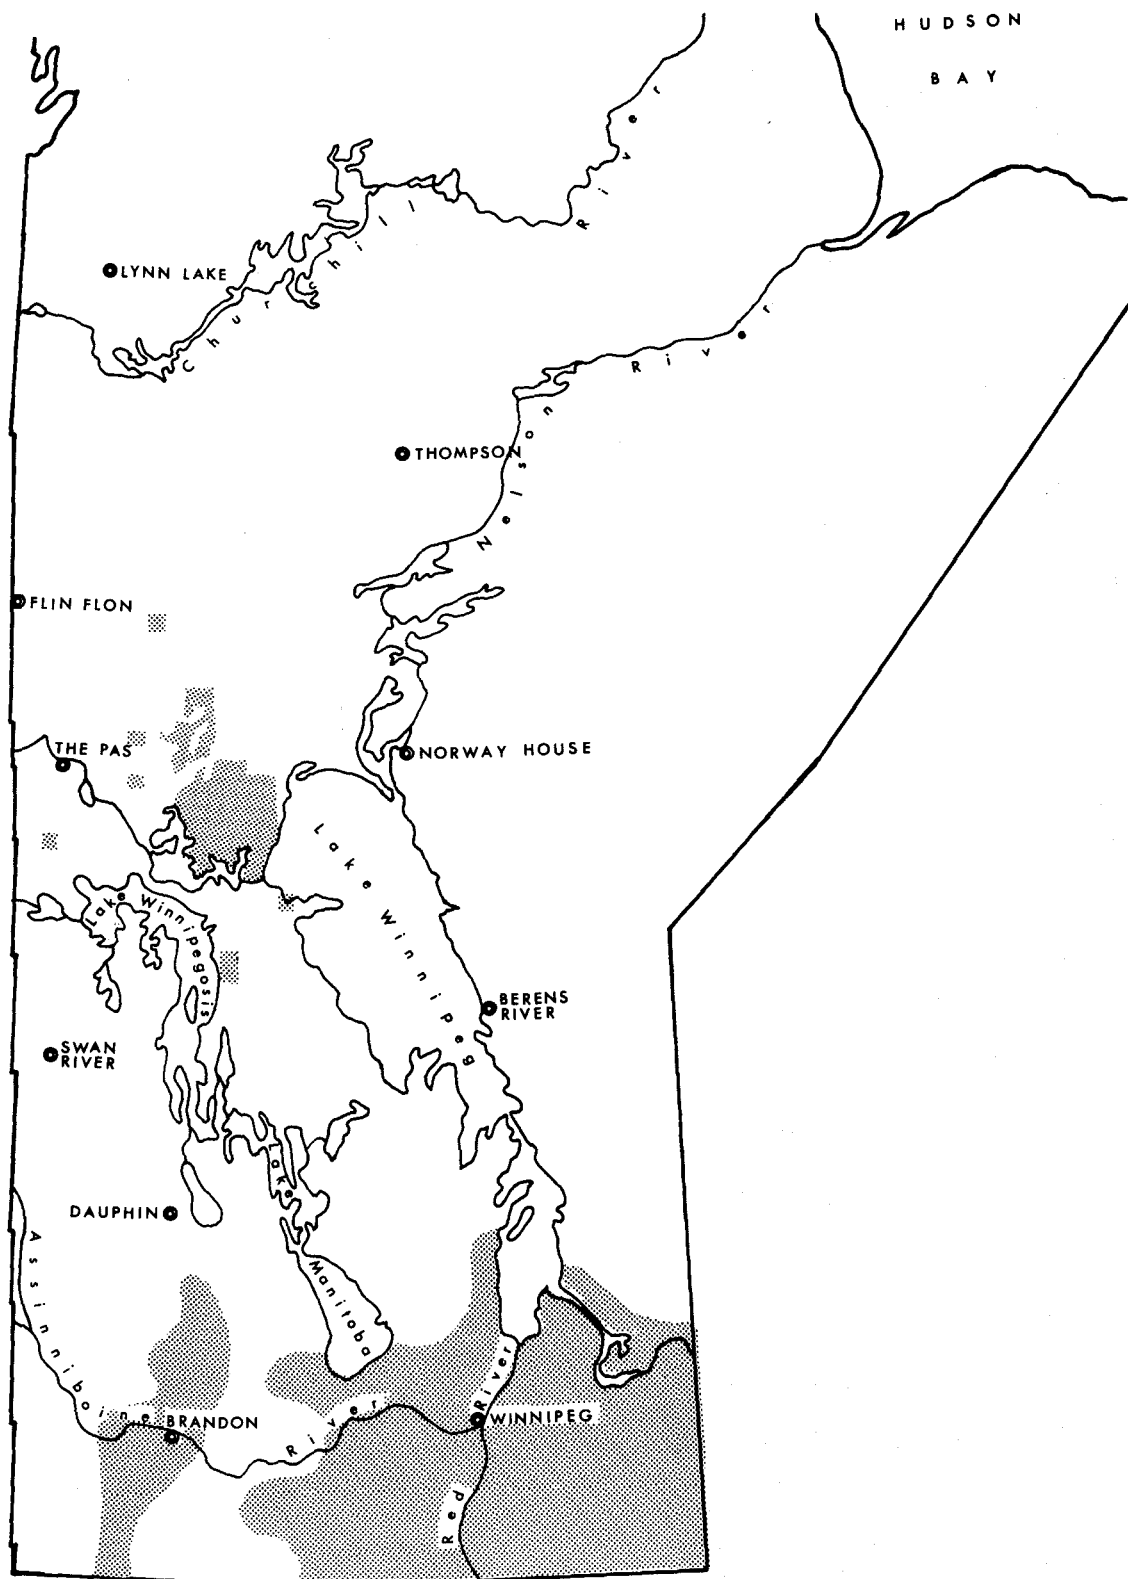 HUDSON
BAY
Churchill River
LYNN LAKE
Nelson River
THOMPSON
FLIN FLON
THE PAS
NORWAY HOUSE
Lake Winnipeg
Lake Winnipegosis
BERENS
RIVER
SWAN
RIVER
Lake Manitoba
DAUPHIN
Assinniboine River
BRANDON
WINNIPEG
Red River